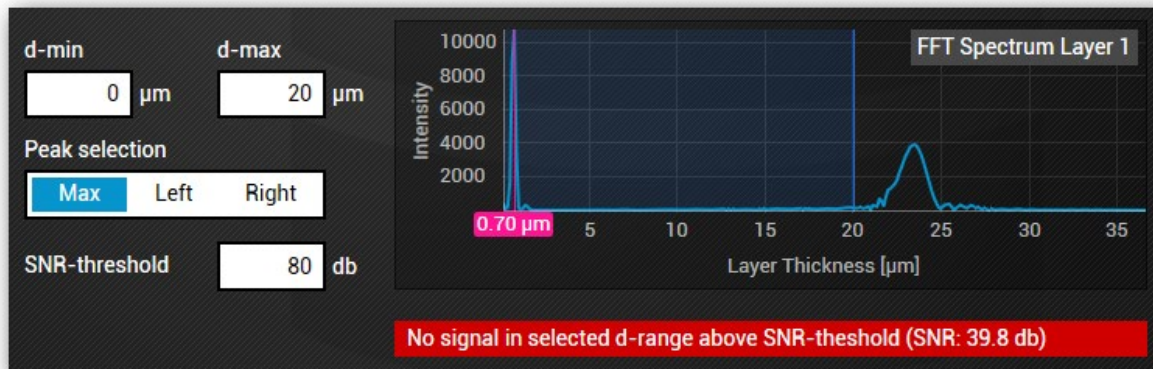 d-min
d-max
0 µm
20 µm
Peak selection
Max Left Right
SNR-threshold
80 db
FFT Spectrum Layer 1
Intensity
10000
8000
6000
4000
2000
0.70 µm
5 10 15 20 25 30 35
Layer Thickness [µm]
No signal in selected d-range above SNR-theshold (SNR: 39.8 db)